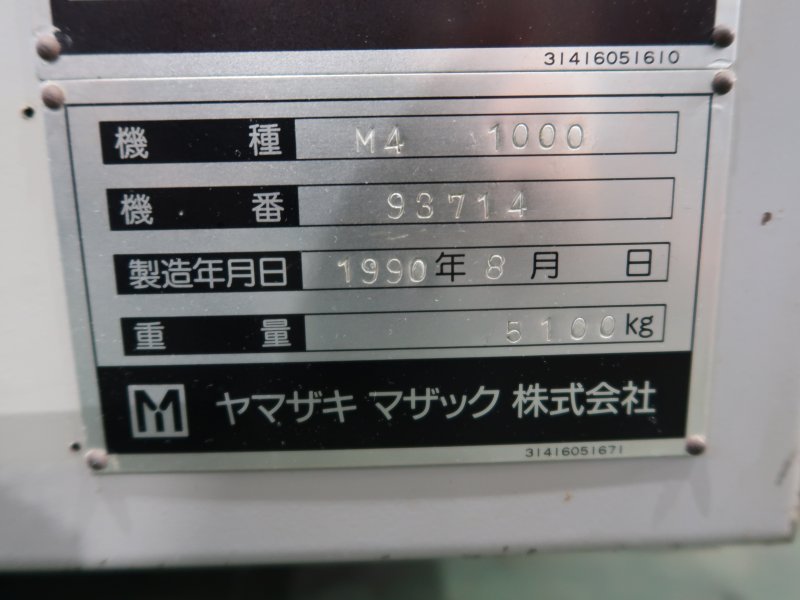 31416051610
機種 M4 1000
機番 93714
製造年月日 1990年8月 日
重量 5100kg
M ヤマザキ マザック 株式会社
31416051671